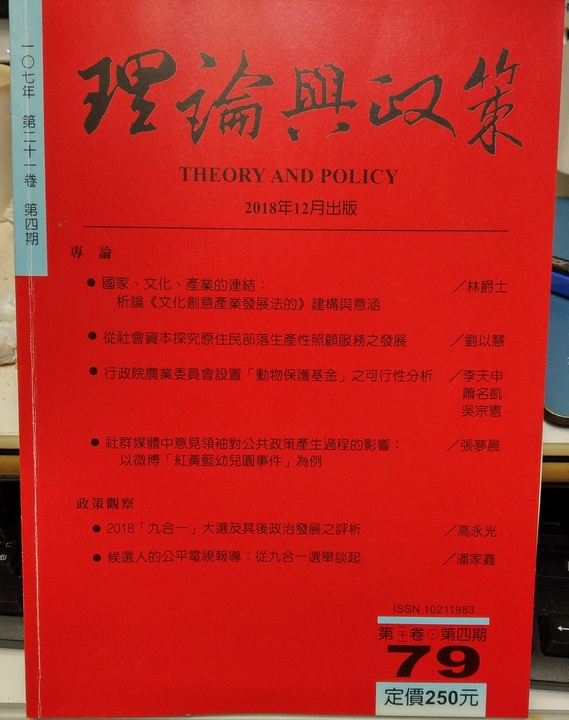 一〇七年 第二十一卷 第四期
理論與政策
THEORY AND POLICY
2018年12月出版
專 論
● 國家、文化、產業的連結： ／林爵士
析論《文化創意產業發展法的》建構與意涵
● 從社會資本探究原住民部落生產性照顧服務之發展 ／劉以慧
● 行政院農業委員會設置「動物保護基金」之可行性分析 ／李天申
蕭名凱
吳宗憲
● 社群媒體中意見領袖對公共政策產生過程的影響： ／張夢晨
以微博「紅黃藍幼兒園事件」為例
政策觀察
● 2018「九合一」大選及其後政治發展之評析 ／高永光
● 候選人的公平電視報導：從九合一選舉談起 ／潘家鑫
ISSN 10211983
第二十一卷⊙第四期
79
定價250元